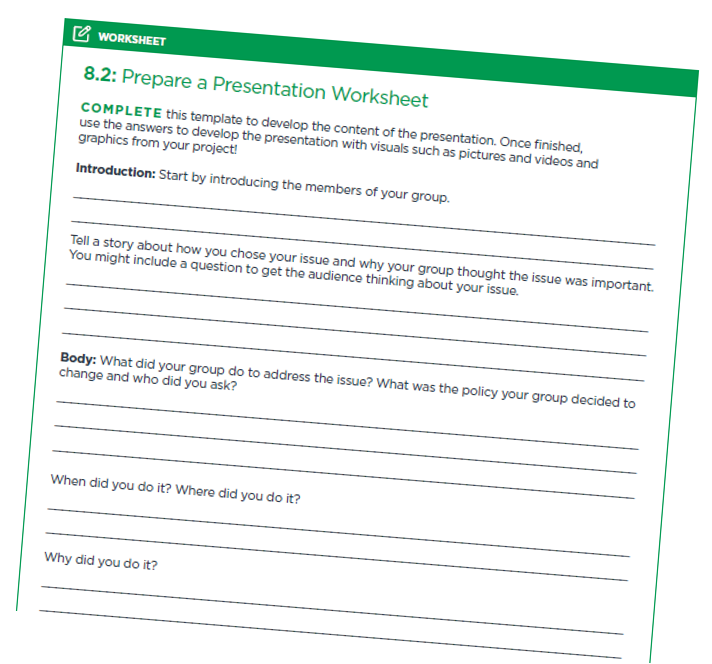 WORKSHEET
8.2: Prepare a Presentation Worksheet
COMPLETE this template to develop the content of the presentation. Once finished,
use the answers to develop the presentation with visuals such as pictures and videos and
graphics from your project!
Introduction: Start by introducing the members of your group.
Tell a story about how you chose your issue and why your group thought the issue was important.
You might include a question to get the audience thinking about your issue.
Body: What did your group do to address the issue? What was the policy your group decided to
change and who did you ask?
When did you do it? Where did you do it?
Why did you do it?